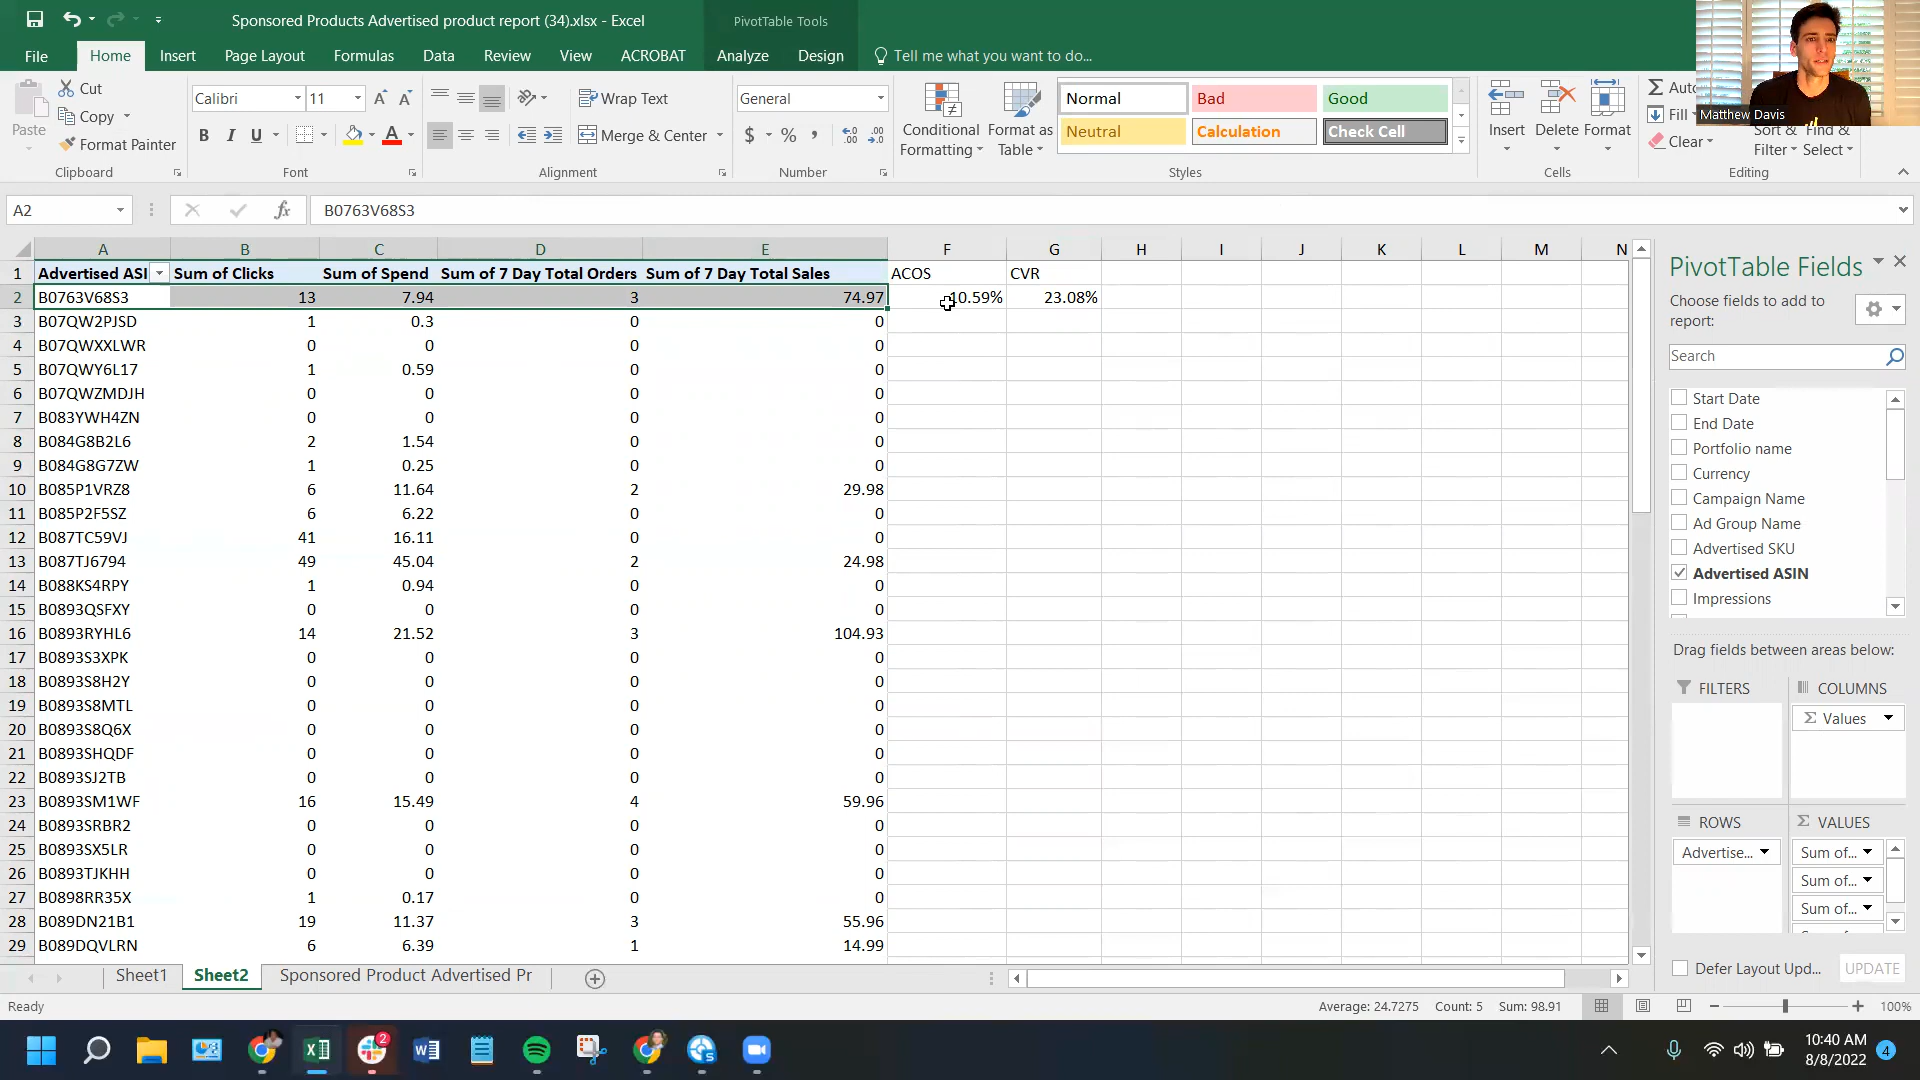 Sponsored Products Advertised product report (34).xlsx - Excel
PivotTable Tools
File Home Insert Page Layout Formulas Data Review View ACROBAT Analyze Design Tell me what you want to do...
Paste
Cut
Copy
Format Painter
Clipboard
Calibri 11
B I U
Font
Wrap Text
Merge & Center
Alignment
General
$ % ,
Number
Conditional Formatting
Format as Table
Normal Bad Good
Neutral Calculation Check Cell
Styles
Insert Delete Format
Cells
Fill
Clear
Sort & Filter
Find & Select
Editing
Matthew Davis
A2 fx B0763V68S3
A B C D E F G H I J K L M N
1 Advertised ASI Sum of Clicks Sum of Spend Sum of 7 Day Total Orders Sum of 7 Day Total Sales ACOS CVR
2 B0763V68S3 13 7.94 3 74.97 10.59% 23.08%
3 B07QW2PJSD 1 0.3 0 0
4 B07QWXXLWR 0 0 0 0
5 B07QWY6L17 1 0.59 0 0
6 B07QWZMDJH 0 0 0 0
7 B083YWH4ZN 0 0 0 0
8 B084G8B2L6 2 1.54 0 0
9 B084G8G7ZW 1 0.25 0 0
10 B085P1VRZ8 6 11.64 2 29.98
11 B085P2F5SZ 6 6.22 0 0
12 B087TC59VJ 41 16.11 0 0
13 B087TJ6794 49 45.04 2 24.98
14 B088KS4RPY 1 0.94 0 0
15 B0893QSFXY 0 0 0 0
16 B0893RYHL6 14 21.52 3 104.93
17 B0893S3XPK 0 0 0 0
18 B0893S8H2Y 0 0 0 0
19 B0893S8MTL 0 0 0 0
20 B0893S8Q6X 0 0 0 0
21 B0893SHQDF 0 0 0 0
22 B0893SJ2TB 0 0 0 0
23 B0893SM1WF 16 15.49 4 59.96
24 B0893SRBR2 0 0 0 0
25 B0893SX5LR 0 0 0 0
26 B0893TJKHH 0 0 0 0
27 B0898RR35X 1 0.17 0 0
28 B089DN21B1 19 11.37 3 55.96
29 B089DQVLRN 6 6.39 1 14.99
PivotTable Fields
Choose fields to add to report:
Search
Start Date
End Date
Portfolio name
Currency
Campaign Name
Ad Group Name
Advertised SKU
Advertised ASIN
Impressions
Drag fields between areas below:
FILTERS
COLUMNS
Σ Values
ROWS
Advertise...
Σ VALUES
Sum of...
Sum of...
Sum of...
Defer Layout Upd...
UPDATE
Sheet1 Sheet2 Sponsored Product Advertised Pr
Ready Average: 24.7275 Count: 5 Sum: 98.91 100%
2
10:40 AM
8/8/2022
4